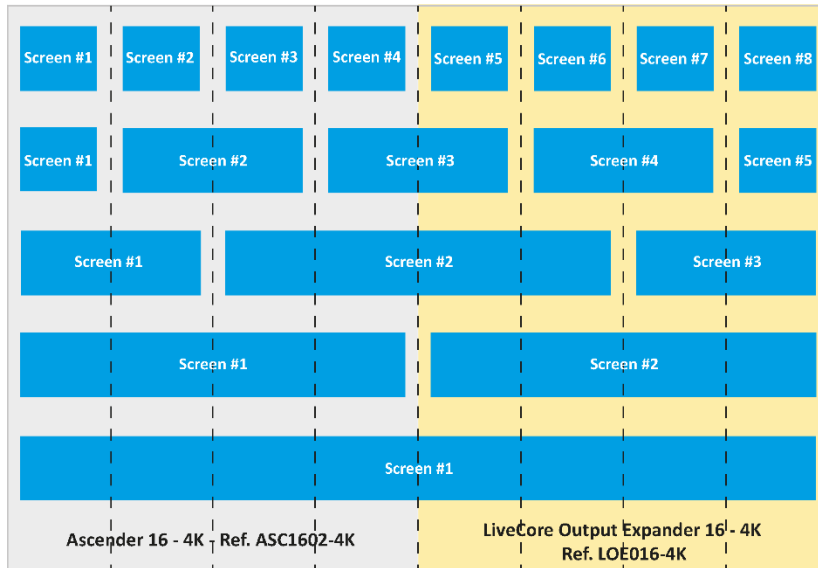 Screen #1 Screen #2 Screen #3 Screen #4 Screen #5 Screen #6 Screen #7 Screen #8
Screen #1 Screen #2 Screen #3 Screen #4 Screen #5
Screen #1 Screen #2 Screen #3
Screen #1 Screen #2
Screen #1
Ascender 16 - 4K - Ref. ASC1602-4K
LiveCore Output Expander 16 - 4K
Ref. LOE016-4K